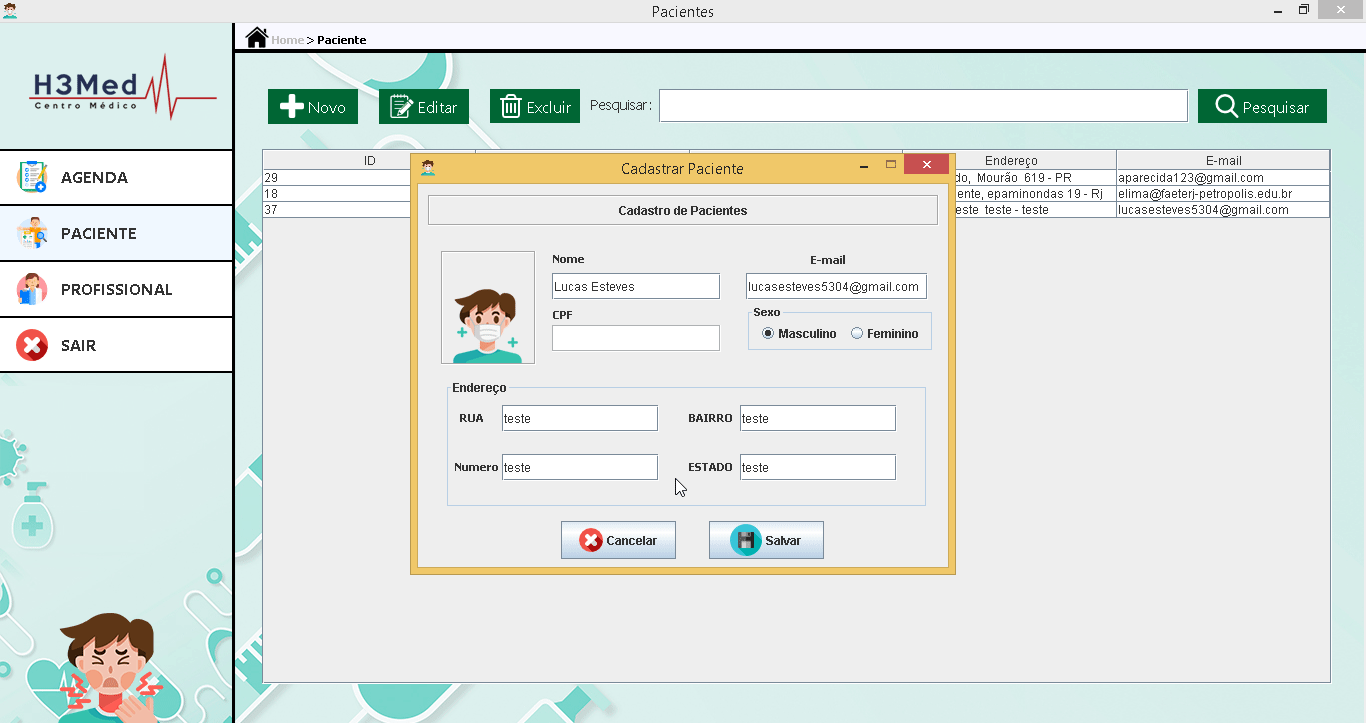 Pacientes
Home > Paciente
H3Med
Centro Médico
Novo
Editar
Excluir
Pesquisar:
Pesquisar
AGENDA
PACIENTE
PROFISSIONAL
SAIR
ID
Endereço
E-mail
29
do, Mourão 619 - PR
aparecida123@gmail.com
18
ente, epaminondas 19 - Rj
elima@faeterj-petropolis.edu.br
37
este teste - teste
lucasesteves5304@gmail.com
Cadastrar Paciente
Cadastro de Pacientes
Nome
E-mail
Lucas Esteves
lucasesteves5304@gmail.com
CPF
Sexo
Masculino
Feminino
Endereço
RUA
teste
BAIRRO
teste
Numero
teste
ESTADO
teste
Cancelar
Salvar